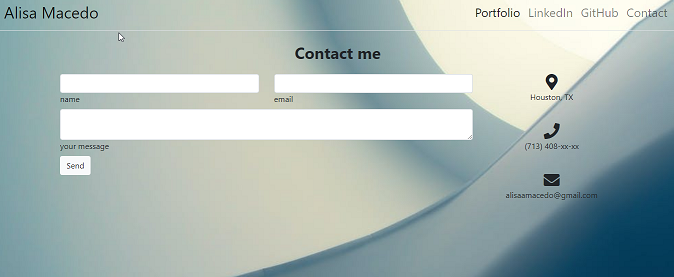 Alisa Macedo
Portfolio LinkedIn GitHub Contact
Contact me
name
email
your message
Send
Houston, TX
(713) 408-xx-xx
alisaamacedo@gmail.com